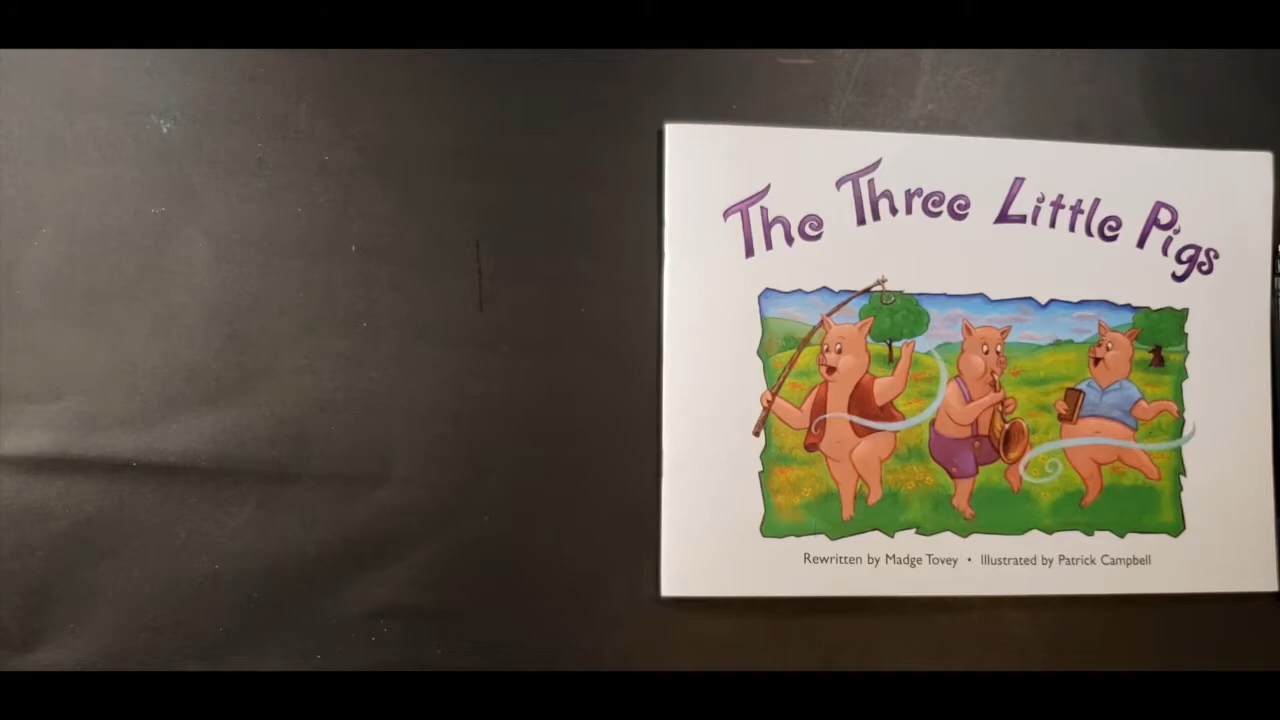 The Three Little Pigs
Rewritten by Madge Tovey • Illustrated by Patrick Campbell